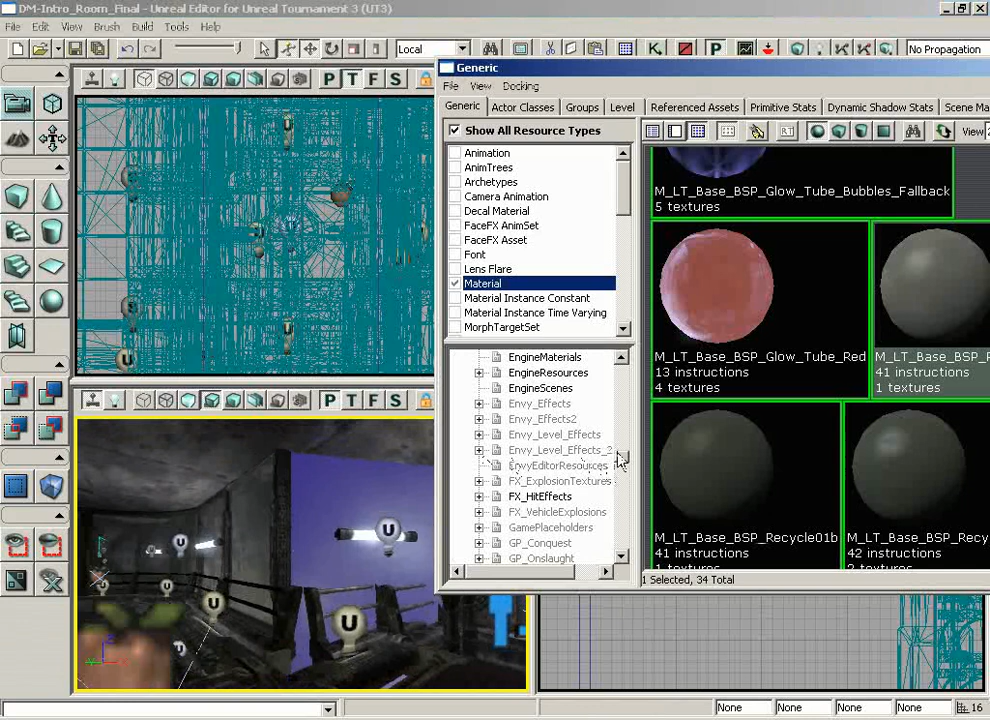 DM-Intro_Room_Final - Unreal Editor for Unreal Tournament 3 (UT3)
File Edit View Brush Build Tools Help
Local
P
No Propagation
P T F S
Generic
File View Docking
Generic Actor Classes Groups Level Referenced Assets Primitive Stats Dynamic Shadow Stats Scene Ma
Show All Resource Types
View
Animation
AnimTrees
Archetypes
Camera Animation
Decal Material
FaceFX AnimSet
FaceFX Asset
Font
Lens Flare
Material
Material Instance Constant
Material Instance Time Varying
MorphTargetSet
EngineMaterials
EngineResources
EngineScenes
Envy_Effects
Envy_Effects2
Envy_Level_Effects
Envy_Level_Effects_2
EnvyEditorResources
FX_ExplosionTextures
FX_HitEffects
FX_VehicleExplosions
GamePlaceholders
GP_Conquest
GP_Onslaught
M_LT_Base_BSP_Glow_Tube_Bubbles_Fallback
5 textures
M_LT_Base_BSP_Glow_Tube_Red
13 instructions
4 textures
M_LT_Base_BSP_
41 instructions
1 textures
M_LT_Base_BSP_Recycle01b
41 instructions
1 textures
M_LT_Base_BSP_Recy
42 instructions
1 Selected, 34 Total
P T F S
U
U
U
U
U
None None None None 16